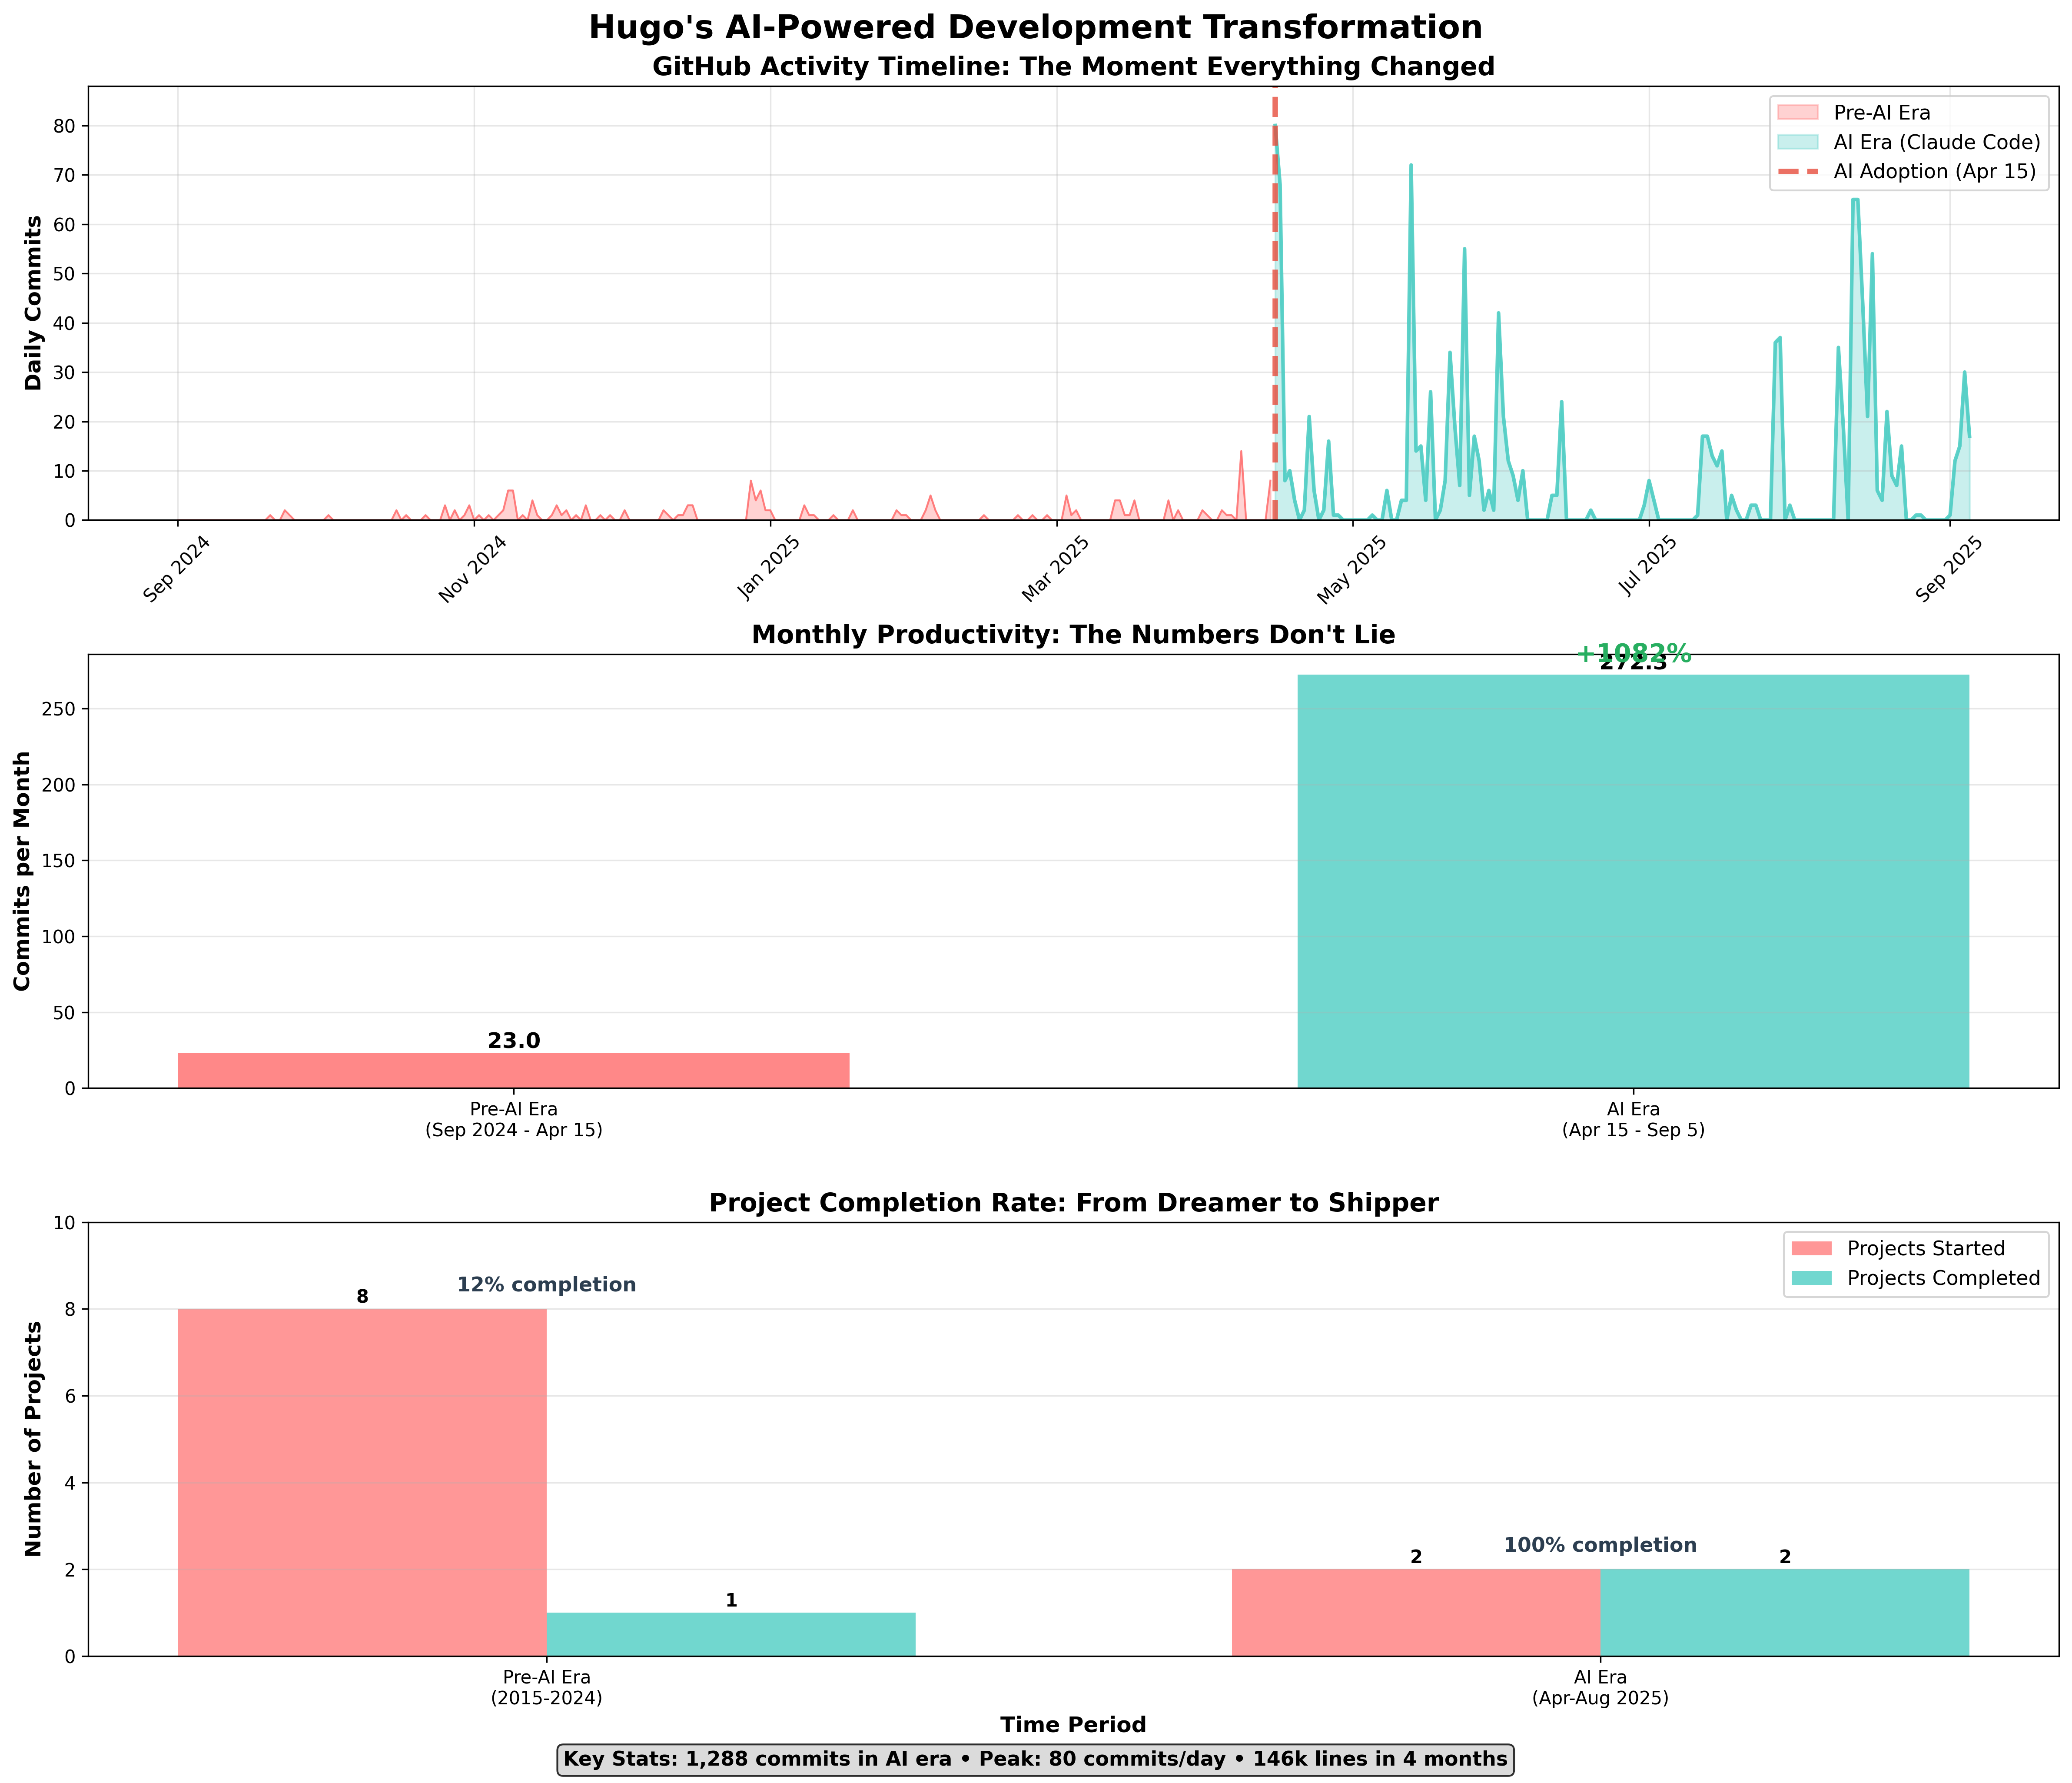 Hugo's AI-Powered Development Transformation
GitHub Activity Timeline: The Moment Everything Changed
Daily Commits
80
70
60
50
40
30
20
10
0
Pre-AI Era
AI Era (Claude Code)
AI Adoption (Apr 15)
Sep 2024
Nov 2024
Jan 2025
Mar 2025
May 2025
Jul 2025
Sep 2025
Monthly Productivity: The Numbers Don't Lie
Commits per Month
250
200
150
100
50
0
23.0
+1082%
272.3
Pre-AI Era
(Sep 2024 - Apr 15)
AI Era
(Apr 15 - Sep 5)
Project Completion Rate: From Dreamer to Shipper
Number of Projects
10
8
6
4
2
0
Projects Started
Projects Completed
8
12% completion
1
2
100% completion
2
Pre-AI Era
(2015-2024)
AI Era
(Apr-Aug 2025)
Time Period
Key Stats: 1,288 commits in AI era • Peak: 80 commits/day • 146k lines in 4 months